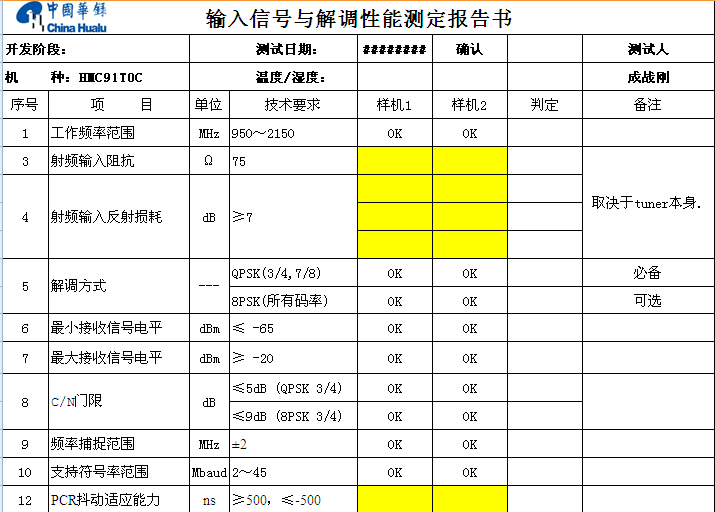 中國華録
China Hualu
输入信号与解调性能测定报告书
开发阶段: 测试日期: ######## 确认 测试人
机 种: HMC91TOC 温度/湿度: 成战刚
序号 项 目 单位 技术要求 样机1 样机2 判定 备注
1 工作频率范围 MHz 950～2150 OK OK
3 射频输入阻抗 Ω 75
4 射频输入反射损耗 dB ≥7 取决于tuner本身.
5 解调方式 --- QPSK(3/4,7/8) OK OK 必备
8PSK(所有码率) OK OK 可选
6 最小接收信号电平 dBm ≤ -65 OK OK
7 最大接收信号电平 dBm ≥ -20 OK OK
8 C/N门限 dB ≤5dB (QPSK 3/4) OK OK
≤9dB (8PSK 3/4) OK OK
9 频率捕捉范围 MHz ±2 OK OK
10 支持符号率范围 Mbaud 2～45 OK OK
12 PCR抖动适应能力 ns ≥500, ≤-500